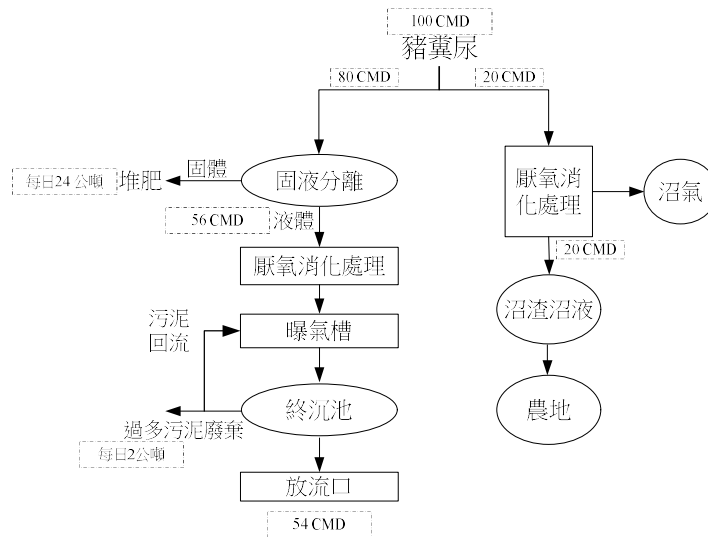 100 CMD
豬糞尿
80 CMD
20 CMD
固體
每日24公噸
堆肥
固液分離
厭氧消
化處理
沼氣
56 CMD
液體
20 CMD
厭氧消化處理
沼渣沼液
污泥
回流
曝氣槽
終沉池
農地
過多污泥廢棄
每日2公噸
放流口
54 CMD